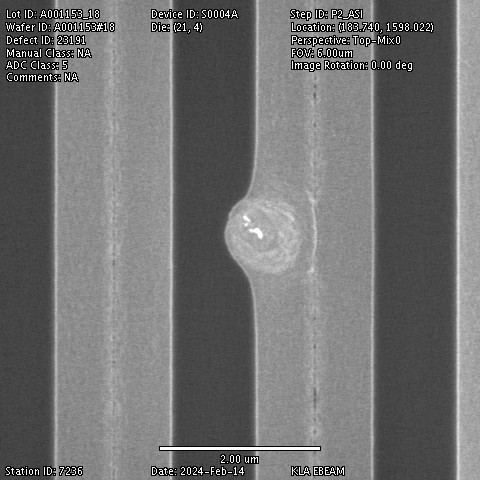 Lot ID: A001153_18
Wafer ID: A001153#18
Defect ID: 23191
Manual Class: NA
ADC Class: 5
Comments: NA
Device ID: S0004A
Die: (21, 4)
Step ID: P2_ASI
Location: (183.740, 1598.022)
Perspective: Top-Mix0
FOV: 6.00um
Image Rotation: 0.00 deg
2.00 um
Station ID: 7236
Date: 2024-Feb-14
KLA EBEAM